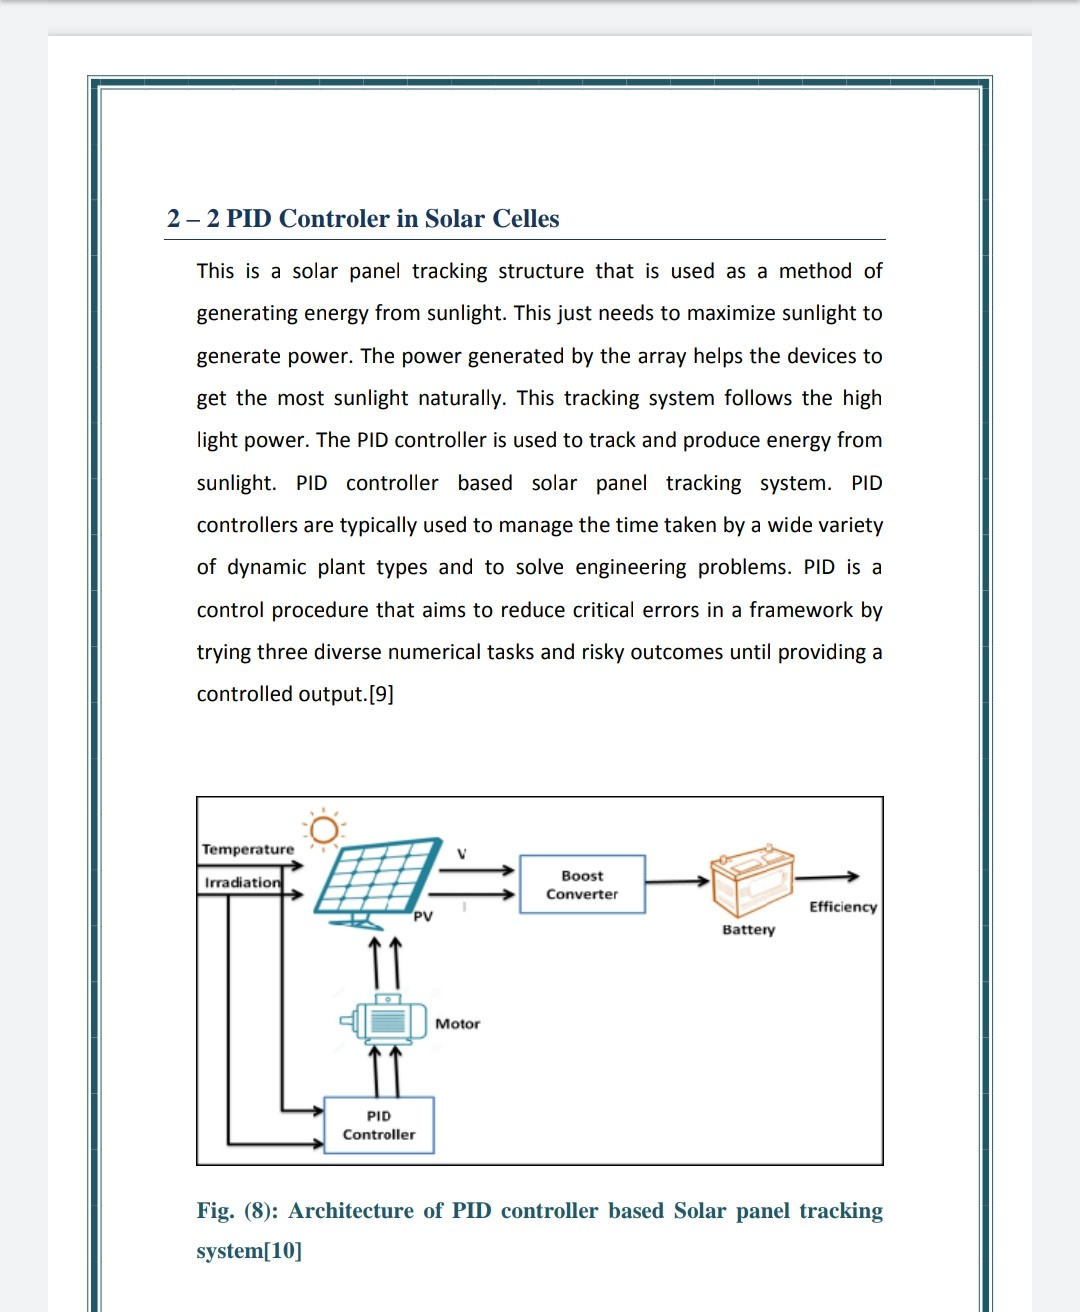 2 – 2 PID Controler in Solar Celles
This is a solar panel tracking structure that is used as a method of
generating energy from sunlight. This just needs to maximize sunlight to
generate power. The power generated by the array helps the devices to
get the most sunlight naturally. This tracking system follows the high
light power. The PID controller is used to track and produce energy from
sunlight. PID controller based solar panel tracking system. PID
controllers are typically used to manage the time taken by a wide variety
of dynamic plant types and to solve engineering problems. PID is a
control procedure that aims to reduce critical errors in a framework by
trying three diverse numerical tasks and risky outcomes until providing a
controlled output.[9]
Temperature
Irradiation
PV
V
I
Boost
Converter
Battery
Efficiency
Motor
PID
Controller
Fig. (8): Architecture of PID controller based Solar panel tracking
system[10]